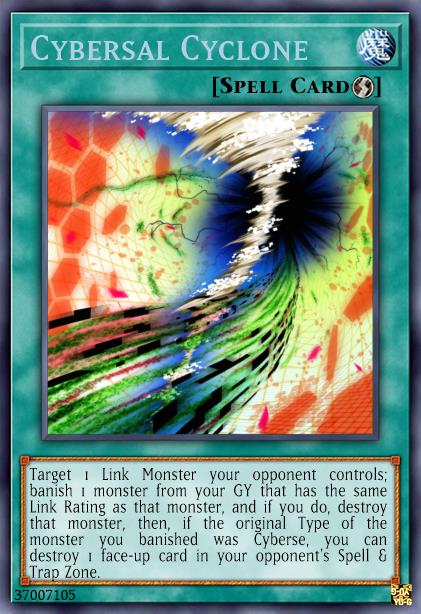 Cybersal Cyclone
魔
[Spell Card]
Target 1 Link Monster your opponent controls;
banish 1 monster from your GY that has the same
Link Rating as that monster, and if you do, destroy
that monster, then, if the original Type of the
monster you banished was Cyberse, you can
destroy 1 face-up card in your opponent's Spell &
Trap Zone.
37007105